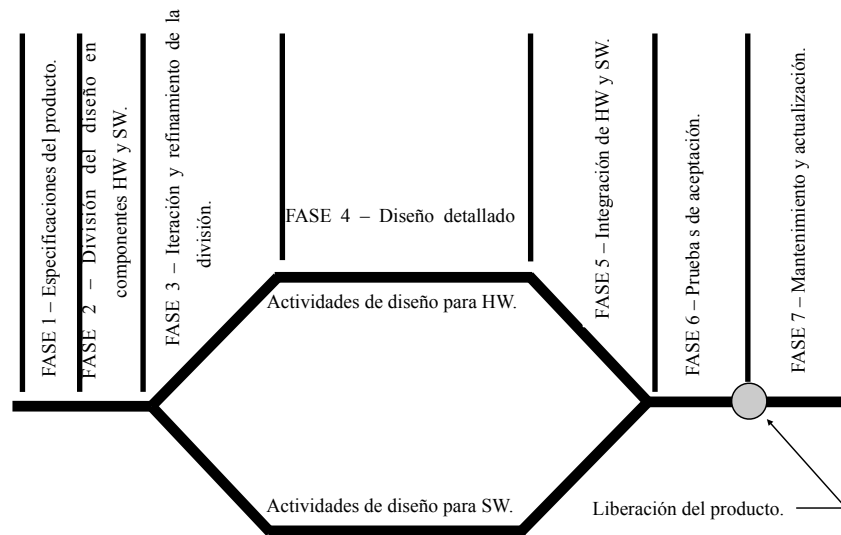 FASE 1 – Especificaciones del producto.
FASE 2 – División del diseño en
componentes HW y SW.
FASE 3 – Iteración y refinamiento de la
división.
FASE 4 – Diseño detallado
FASE 5 – Integración de HW y SW.
FASE 6 – Prueba s de aceptación.
FASE 7 – Mantenimiento y actualización.
Actividades de diseño para HW.
Actividades de diseño para SW.
Liberación del producto.